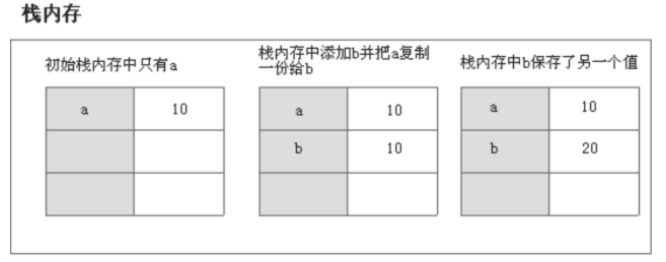 栈内存
初始栈内存中只有a
a 10
栈内存中添加b并把a复制
一份给b
a 10
b 10
栈内存中b保存了另一个值
a 10
b 20